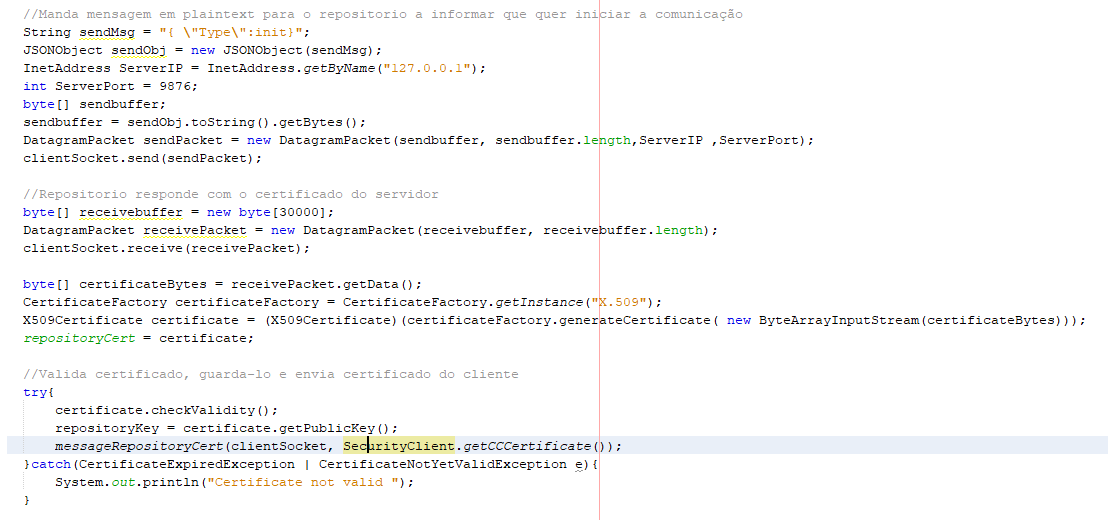 //Manda mensagem em plaintext para o repositorio a informar que quer iniciar a comunicação
String sendMsg = "{ \"Type\":init}";
JSONObject sendObj = new JSONObject(sendMsg);
InetAddress ServerIP = InetAddress.getByName("127.0.0.1");
int ServerPort = 9876;
byte[] sendbuffer;
sendbuffer = sendObj.toString().getBytes();
DatagramPacket sendPacket = new DatagramPacket(sendbuffer, sendbuffer.length,ServerIP ,ServerPort);
clientSocket.send(sendPacket);
//Repositorio responde com o certificado do servidor
byte[] receivebuffer = new byte[30000];
DatagramPacket receivePacket = new DatagramPacket(receivebuffer, receivebuffer.length);
clientSocket.receive(receivePacket);
byte[] certificateBytes = receivePacket.getData();
CertificateFactory certificateFactory = CertificateFactory.getInstance("X.509");
X509Certificate certificate = (X509Certificate)(certificateFactory.generateCertificate( new ByteArrayInputStream(certificateBytes)));
repositoryCert = certificate;
//Valida certificado, guarda-lo e envia certificado do cliente
try{
certificate.checkValidity();
repositoryKey = certificate.getPublicKey();
messageRepositoryCert(clientSocket, SecurityClient.getCCCertificate());
}catch(CertificateExpiredException | CertificateNotYetValidException e){
System.out.println("Certificate not valid ");
}